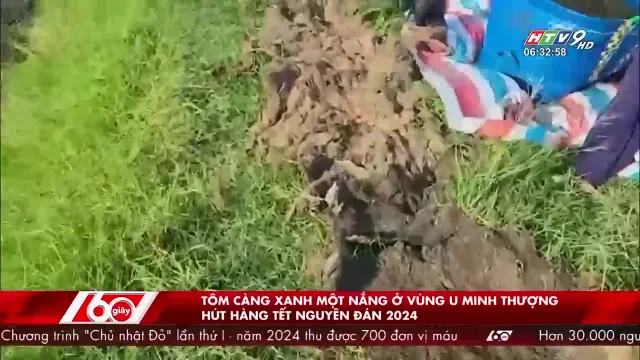 HTV9 HD
06:32:58
60 giây
TÔM CÀNG XANH MỘT NẮNG Ở VÙNG U MINH THƯỢNG
HÚT HÀNG TẾT NGUYÊN ĐÁN 2024
Chương trình "Chủ nhật Đỏ" lần thứ I - năm 2024 thu được 700 đơn vị máu 60 Hơn 30.000 ng